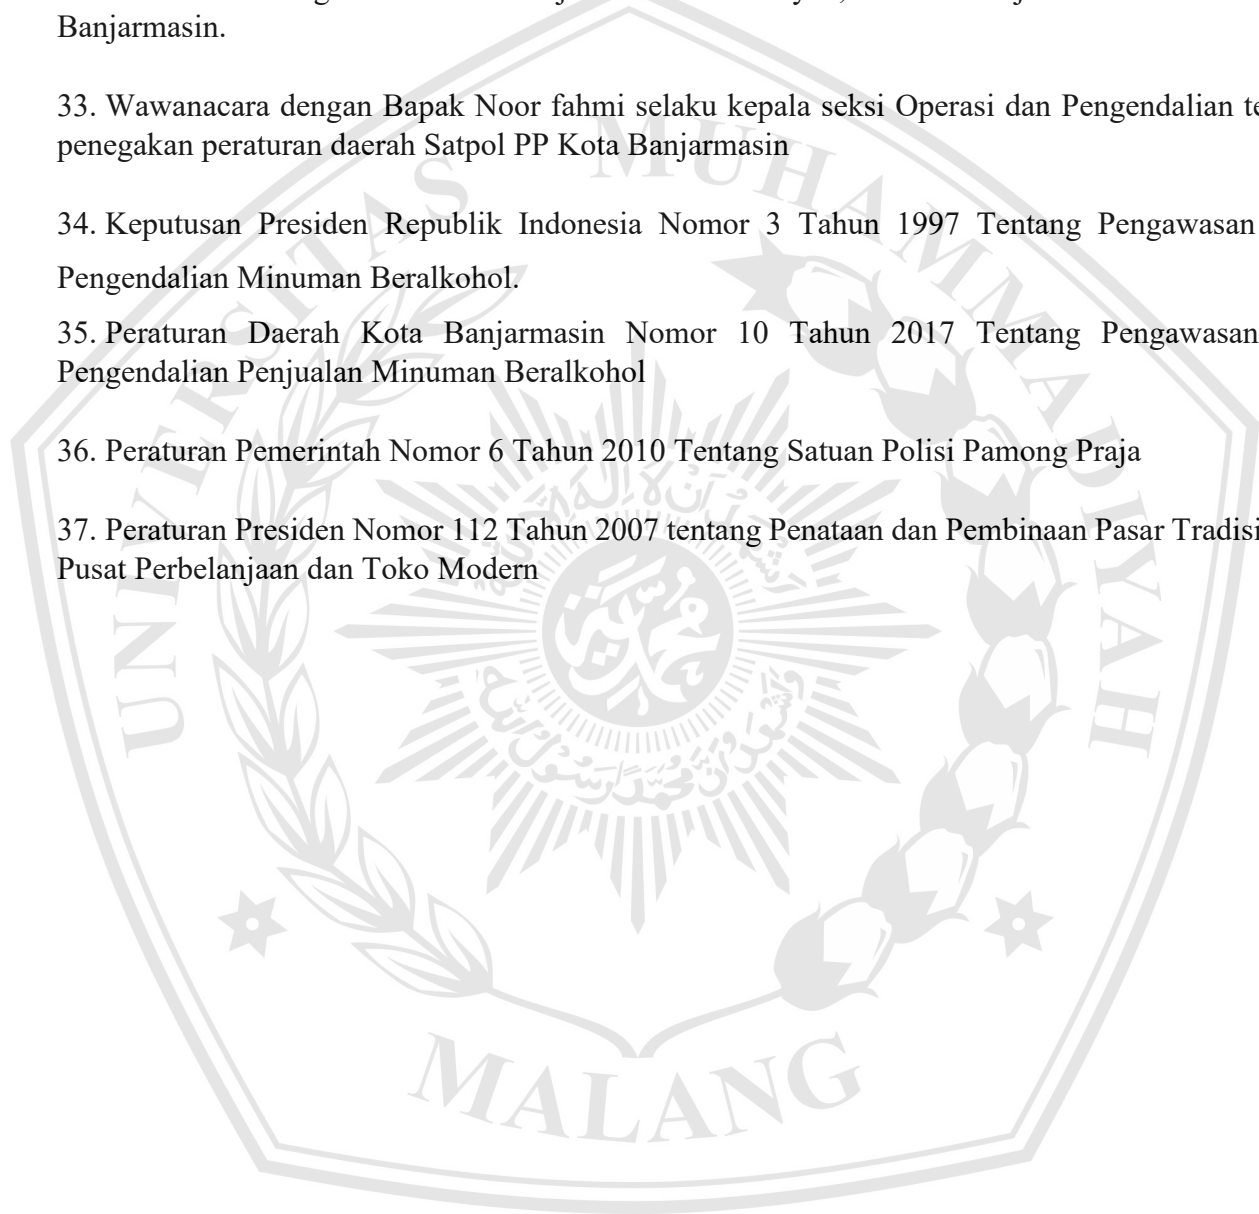 Banjarmasin.
33. Wawanacara dengan Bapak Noor fahmi selaku kepala seksi Operasi dan Pengendalian
penegakan peraturan daerah Satpol PP Kota Banjarmasin
34. Keputusan Presiden Republik Indonesia Nomor 3 Tahun 1997 Tentang Pengawasan
Pengendalian Minuman Beralkohol.
35. Peraturan Daerah Kota Banjarmasin Nomor 10 Tahun 2017 Tentang Pengawasan
Pengendalian Penjualan Minuman Beralkohol
36. Peraturan Pemerintah Nomor 6 Tahun 2010 Tentang Satuan Polisi Pamong Praja
37. Peraturan Presiden Nomor 112 Tahun 2007 tentang Penataan dan Pembinaan Pasar
Pusat Perbelanjaan dan Toko Modern
UNIVERSITAS MUHAMMADIYAH
MALANG